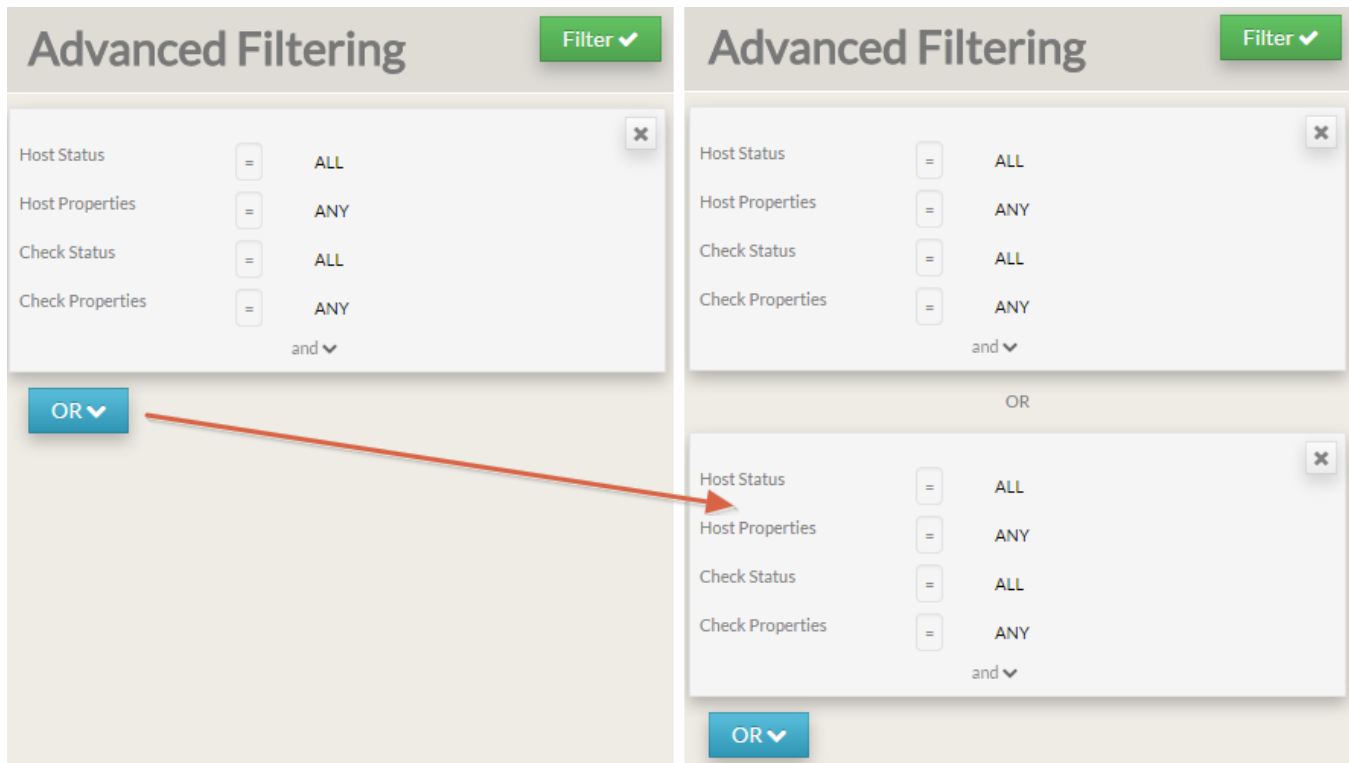 Advanced Filtering
Filter
Host Status = ALL
Host Properties = ANY
Check Status = ALL
Check Properties = ANY
and
OR
Advanced Filtering
Filter
Host Status = ALL
Host Properties = ANY
Check Status = ALL
Check Properties = ANY
and
OR
Host Status = ALL
Host Properties = ANY
Check Status = ALL
Check Properties = ANY
and
OR